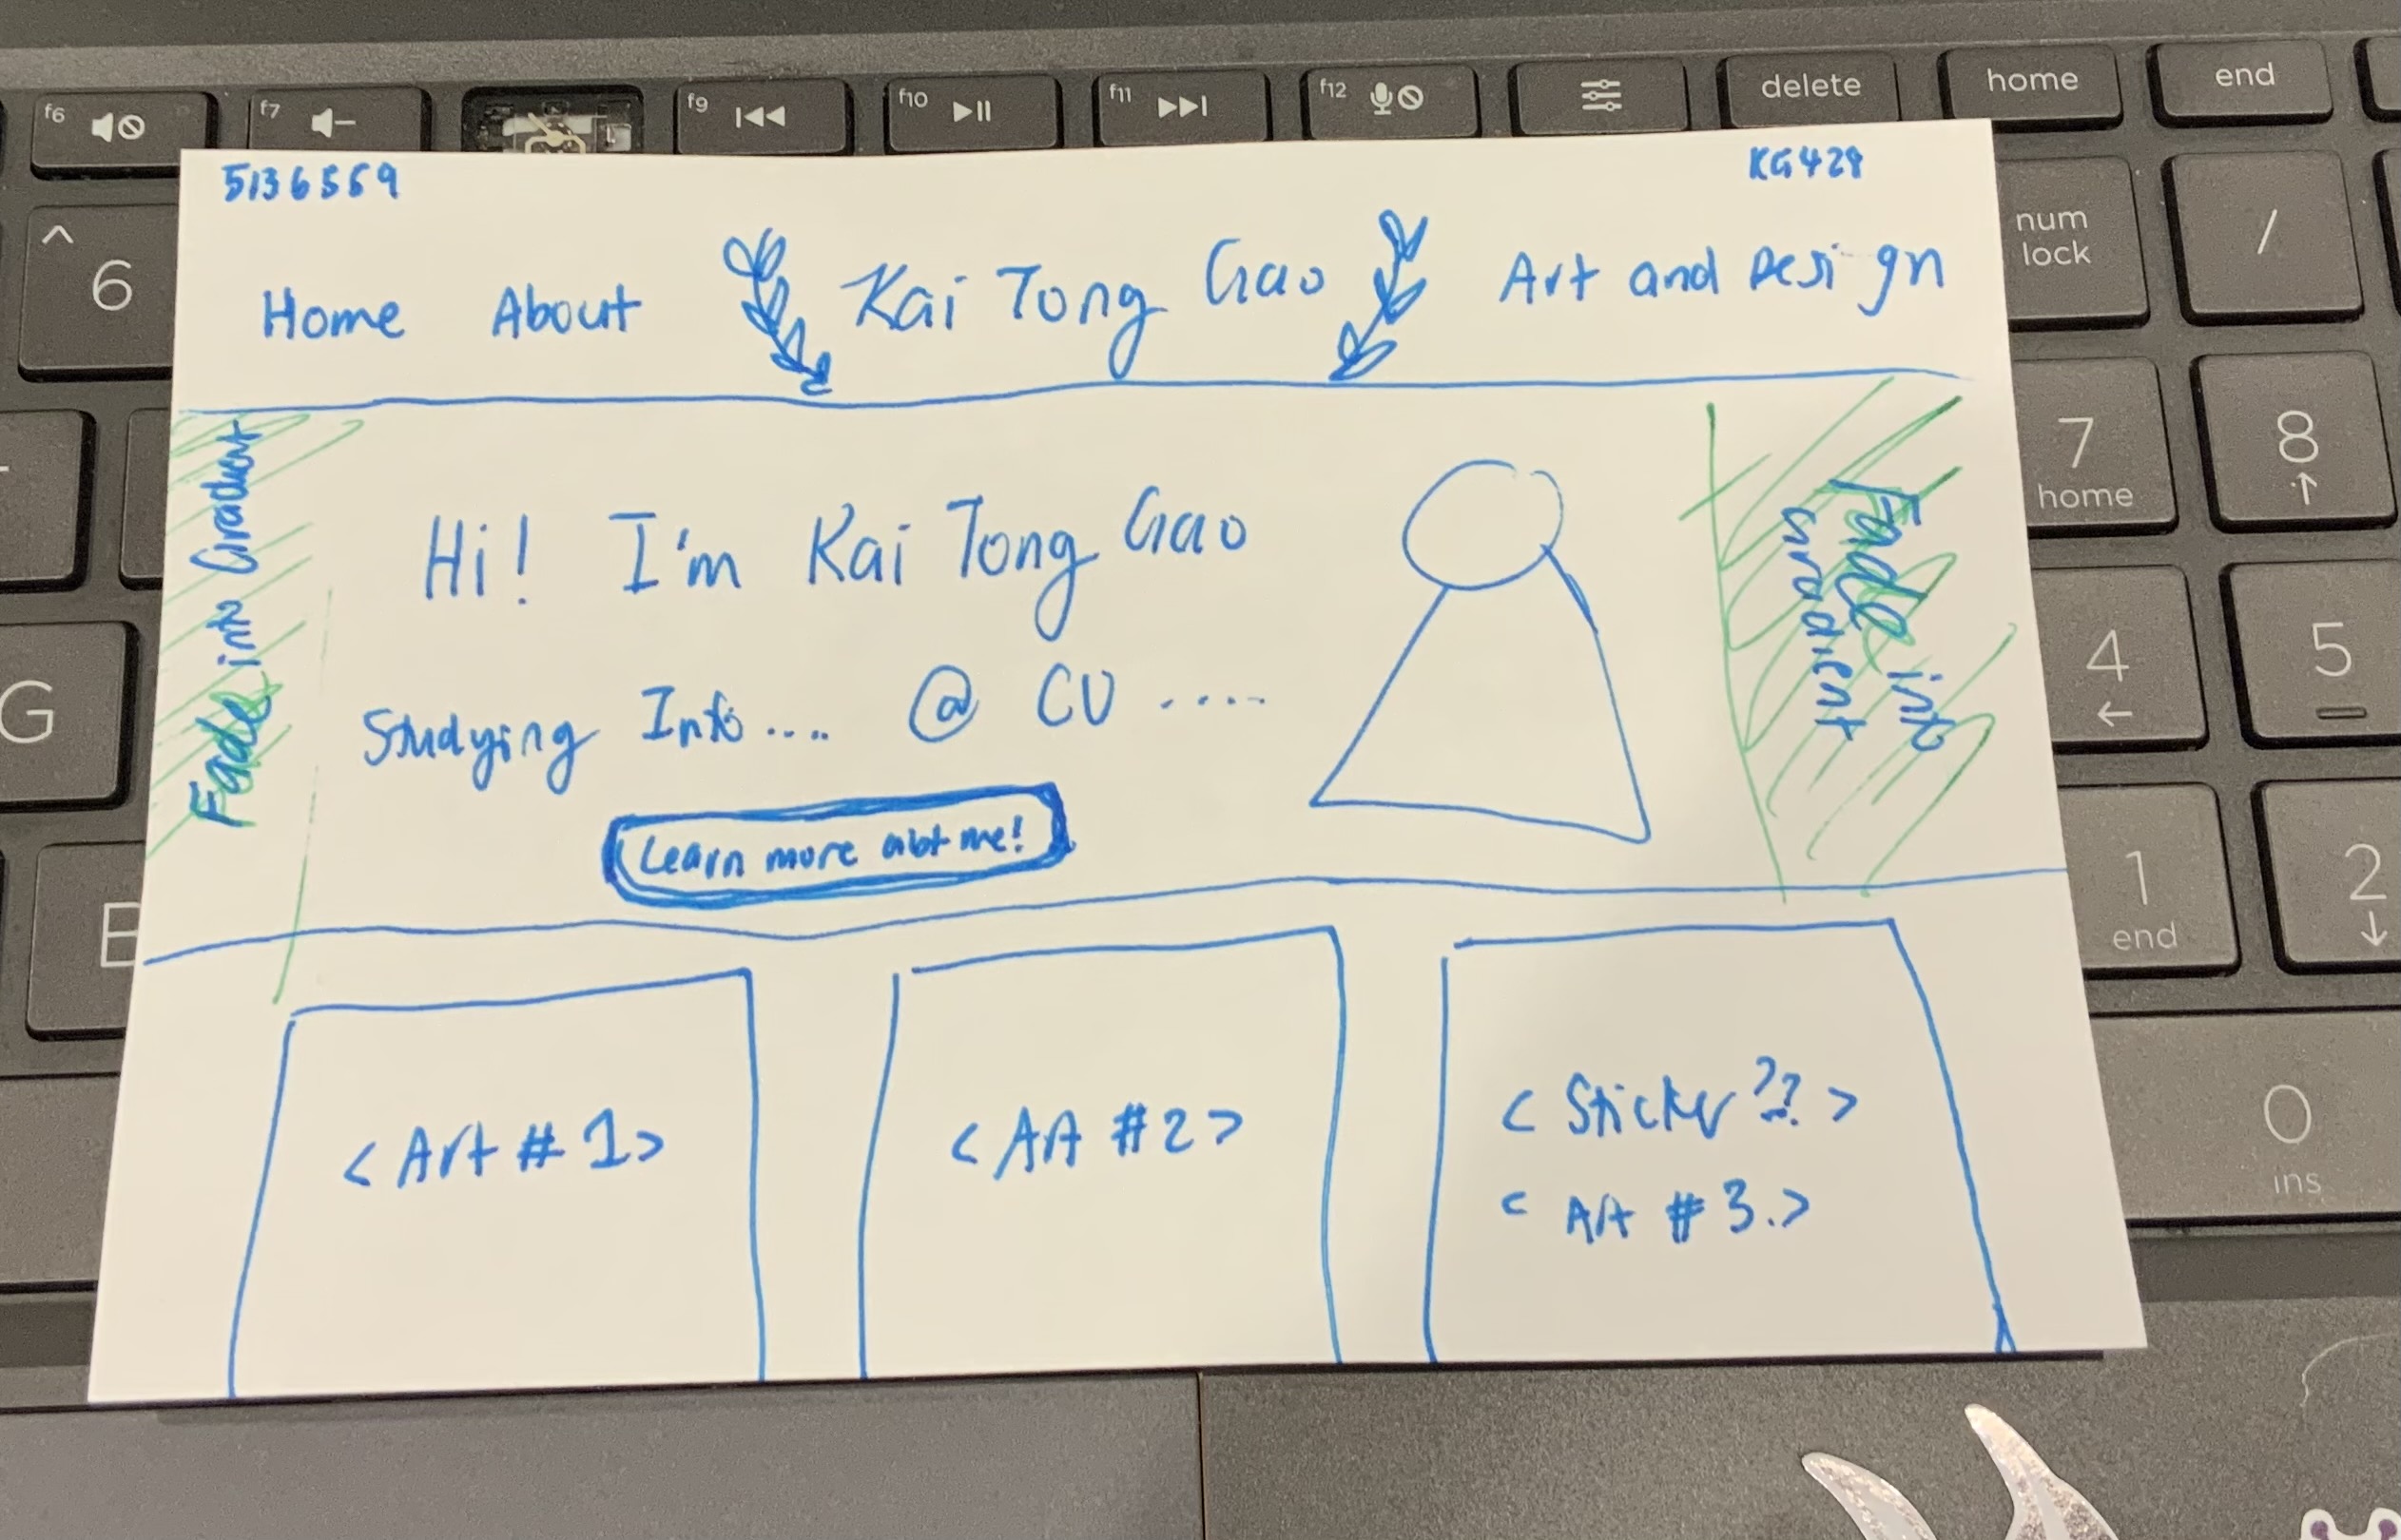 f6
f7
f9
f10
f11
f12
delete
home
end
5136559
KG428
^
6
num
lock
/
Home About Kai Tong Gao Art and Design
7
home
8
Fade into Gradient
Hi! I'm Kai Tong Gao
Fade into
gradient
G
4
5
Studying Info.... @ CU .....
Learn more abt me!
1
end
2
B
<Art #1>
<Art #2>
<Sticker??>
<Art #3.>
0
ins